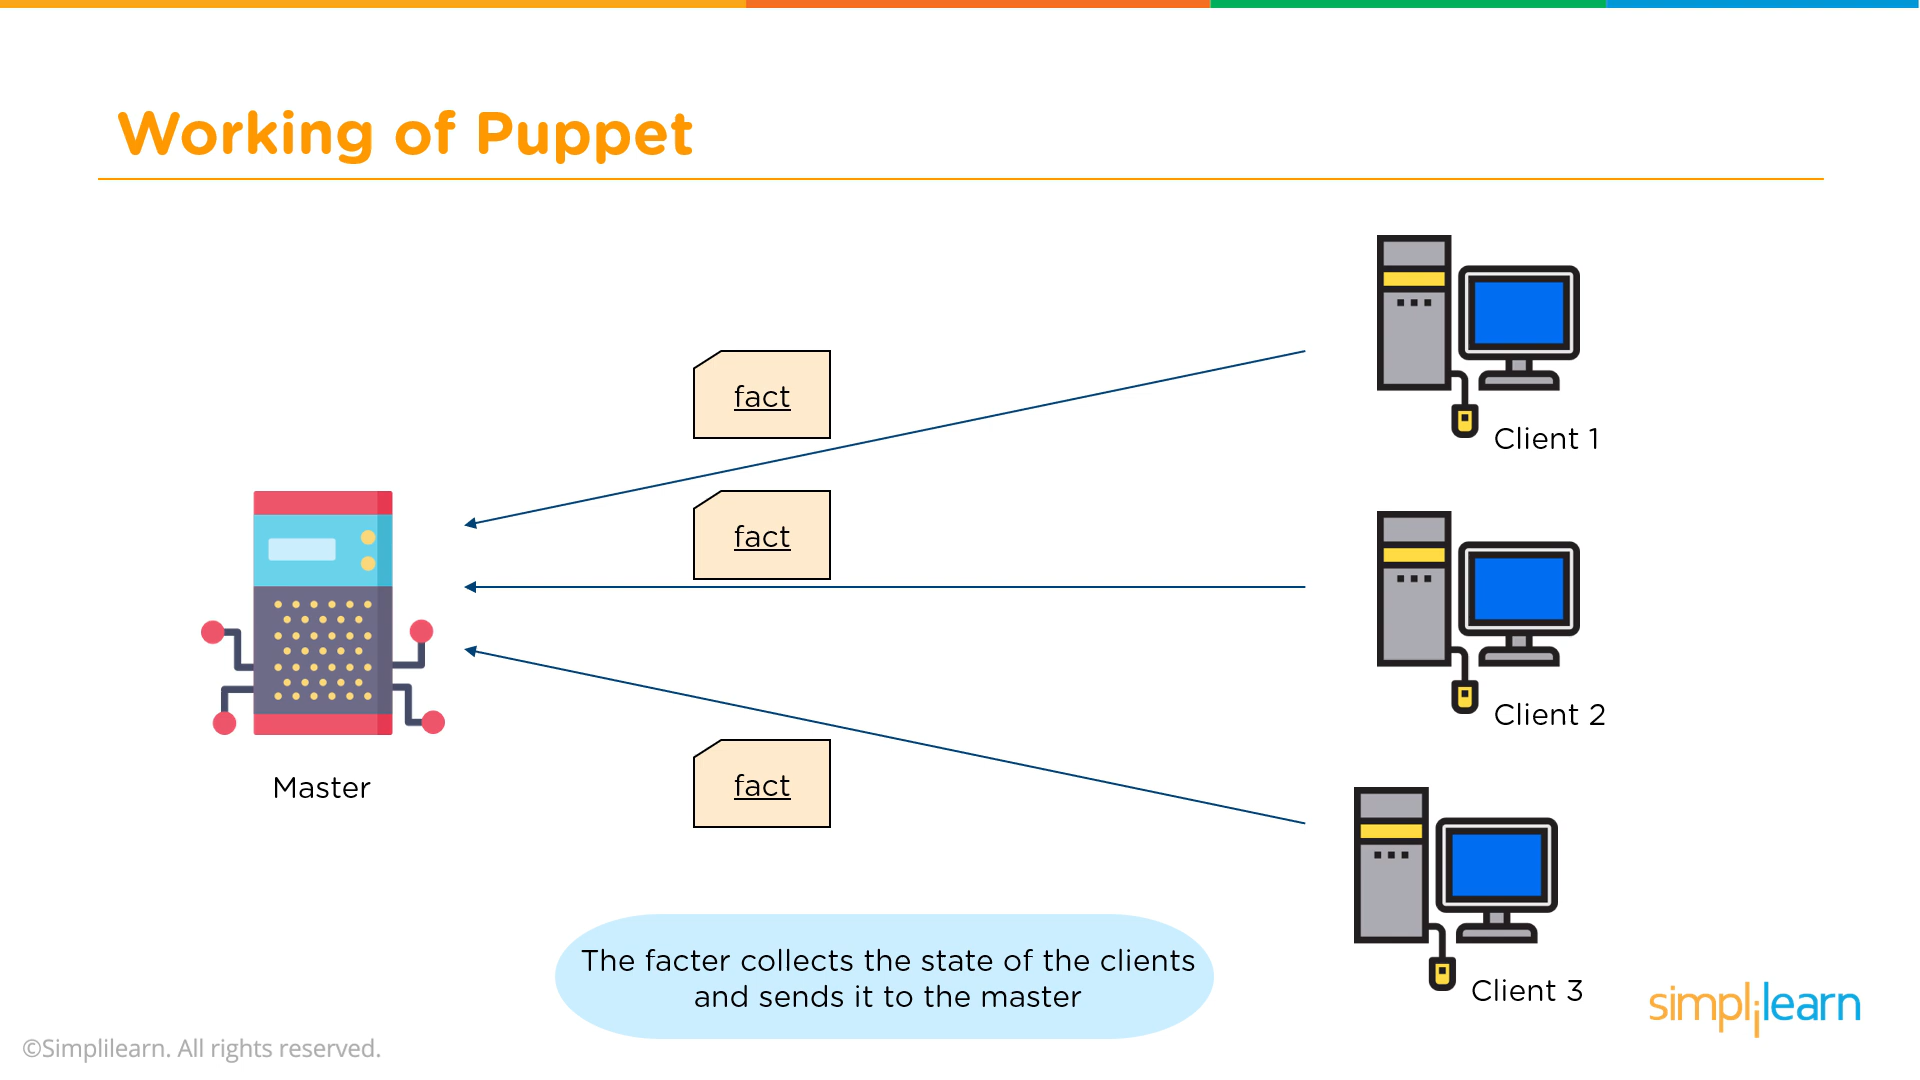 Working of Puppet
fact
Client 1
fact
Client 2
Master
fact
The facter collects the state of the clients
and sends it to the master
Client 3
simplilearn
©Simplilearn. All rights reserved.